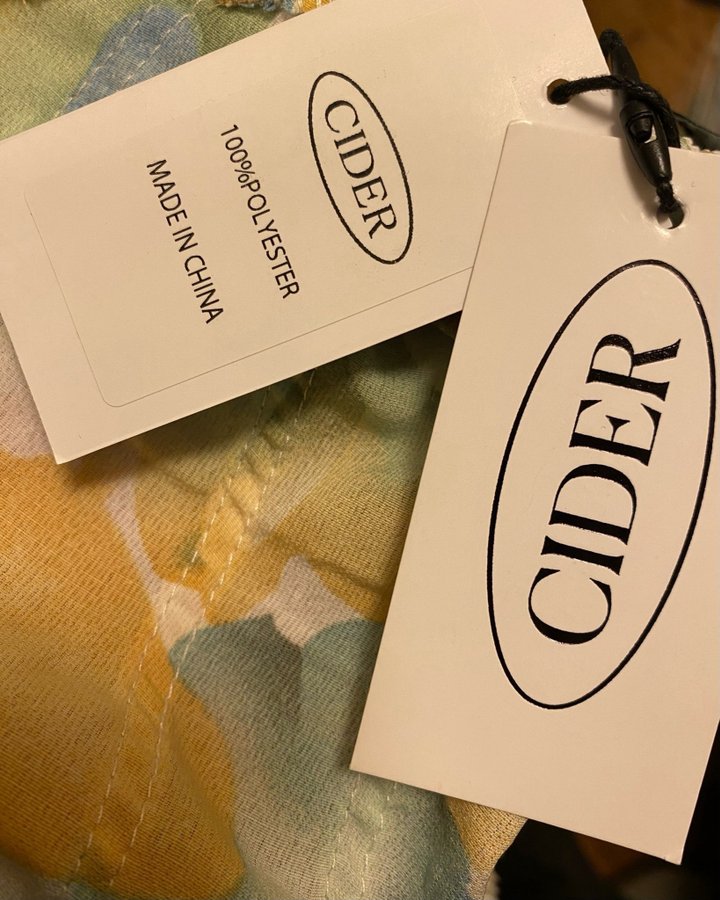 CIDER
100%POLYESTER
MADE IN CHINA
CIDER